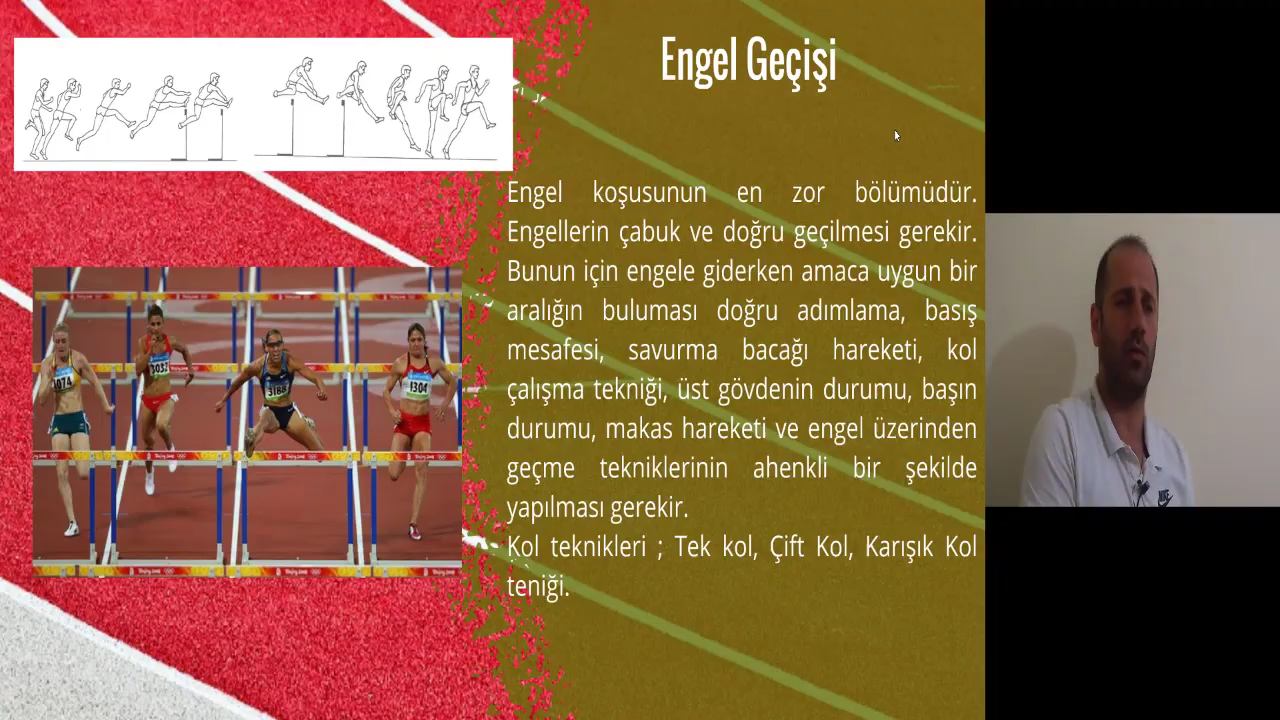 Engel Geçişi
Engel koşusunun en zor bölümüdür.
Engellerin çabuk ve doğru geçilmesi gerekir.
Bunun için engele giderken amaca uygun bir
aralığın buluması doğru adımlama, basış
mesafesi, savurma bacağı hareketi, kol
çalışma tekniği, üst gövdenin durumu, başın
durumu, makas hareketi ve engel üzerinden
geçme tekniklerinin ahenkli bir şekilde
yapılması gerekir.
Kol teknikleri ; Tek kol, Çift Kol, Karışık Kol
teniği.
3188
1304
NIKE